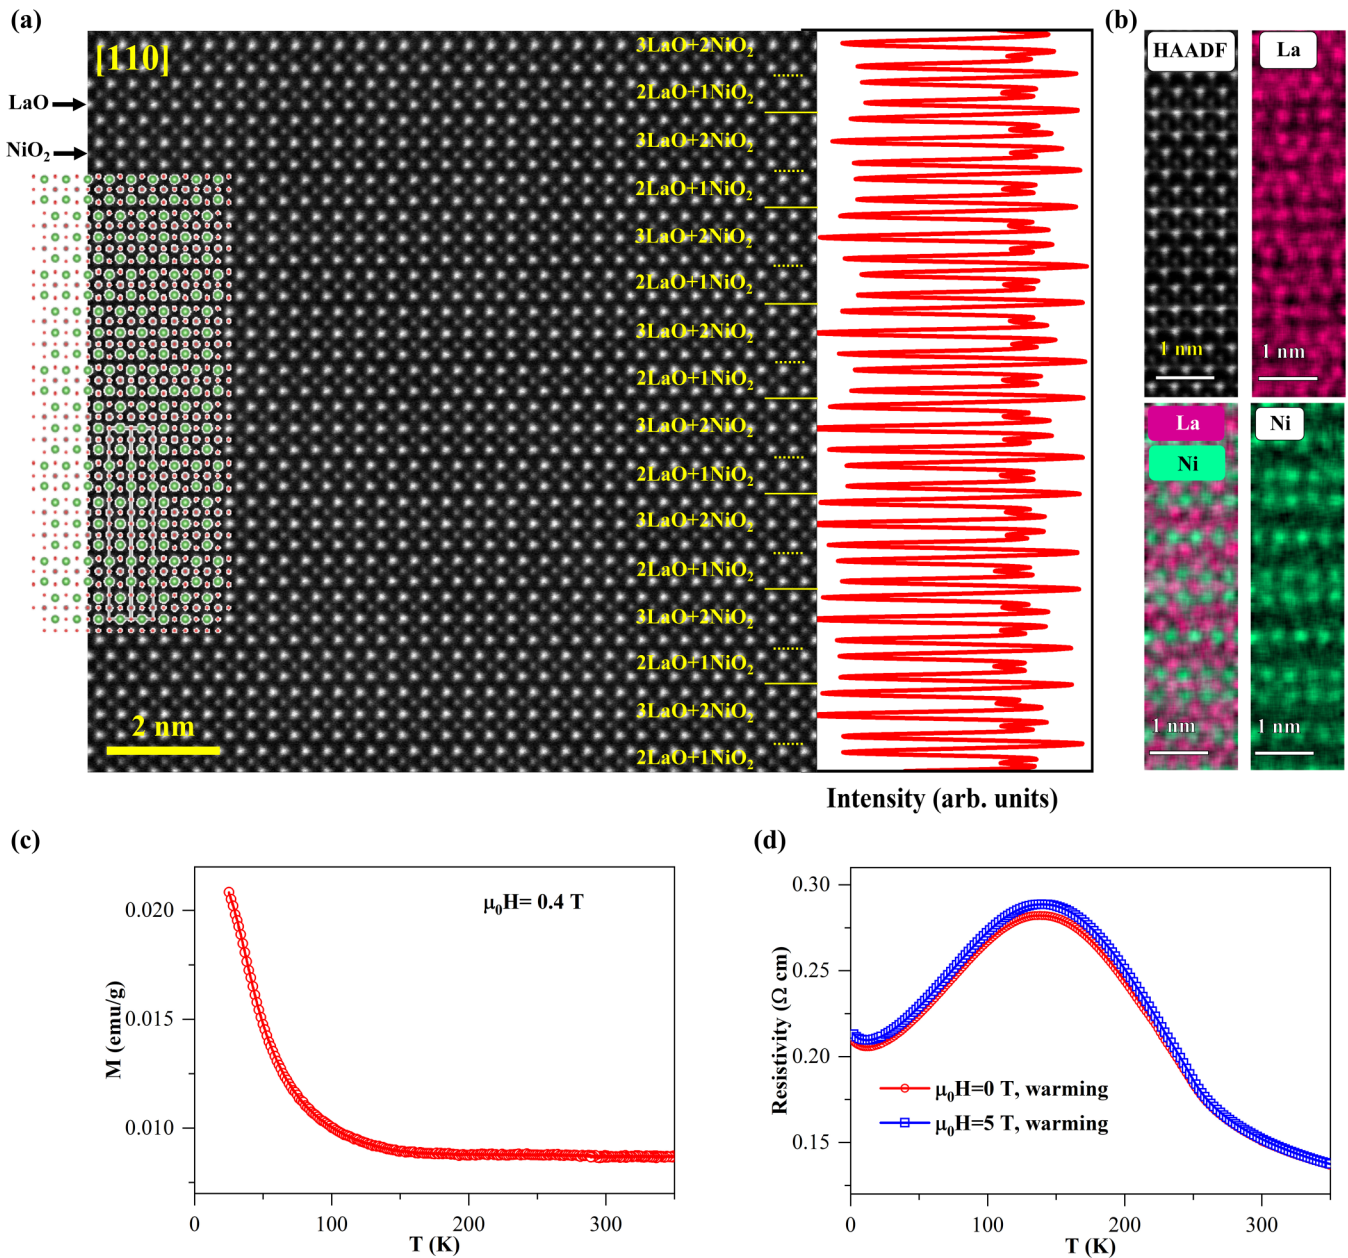 (a)
[110]
LaO
NiO₂
3LaO+2NiO₂
2LaO+1NiO₂
3LaO+2NiO₂
2LaO+1NiO₂
3LaO+2NiO₂
2LaO+1NiO₂
3LaO+2NiO₂
2LaO+1NiO₂
3LaO+2NiO₂
2LaO+1NiO₂
3LaO+2NiO₂
2LaO+1NiO₂
3LaO+2NiO₂
2LaO+1NiO₂
3LaO+2NiO₂
2LaO+1NiO₂
2 nm
Intensity (arb. units)
(b)
HAADF
1 nm
La
1 nm
La
Ni
1 nm
Ni
1 nm
(c)
μ₀H= 0.4 T
M (emu/g)
0.020
0.015
0.010
0
100
200
300
T (K)
(d)
Resistivity (Ω cm)
0.30
0.25
0.20
0.15
μ₀H=0 T, warming
μ₀H=5 T, warming
0
100
200
300
T (K)